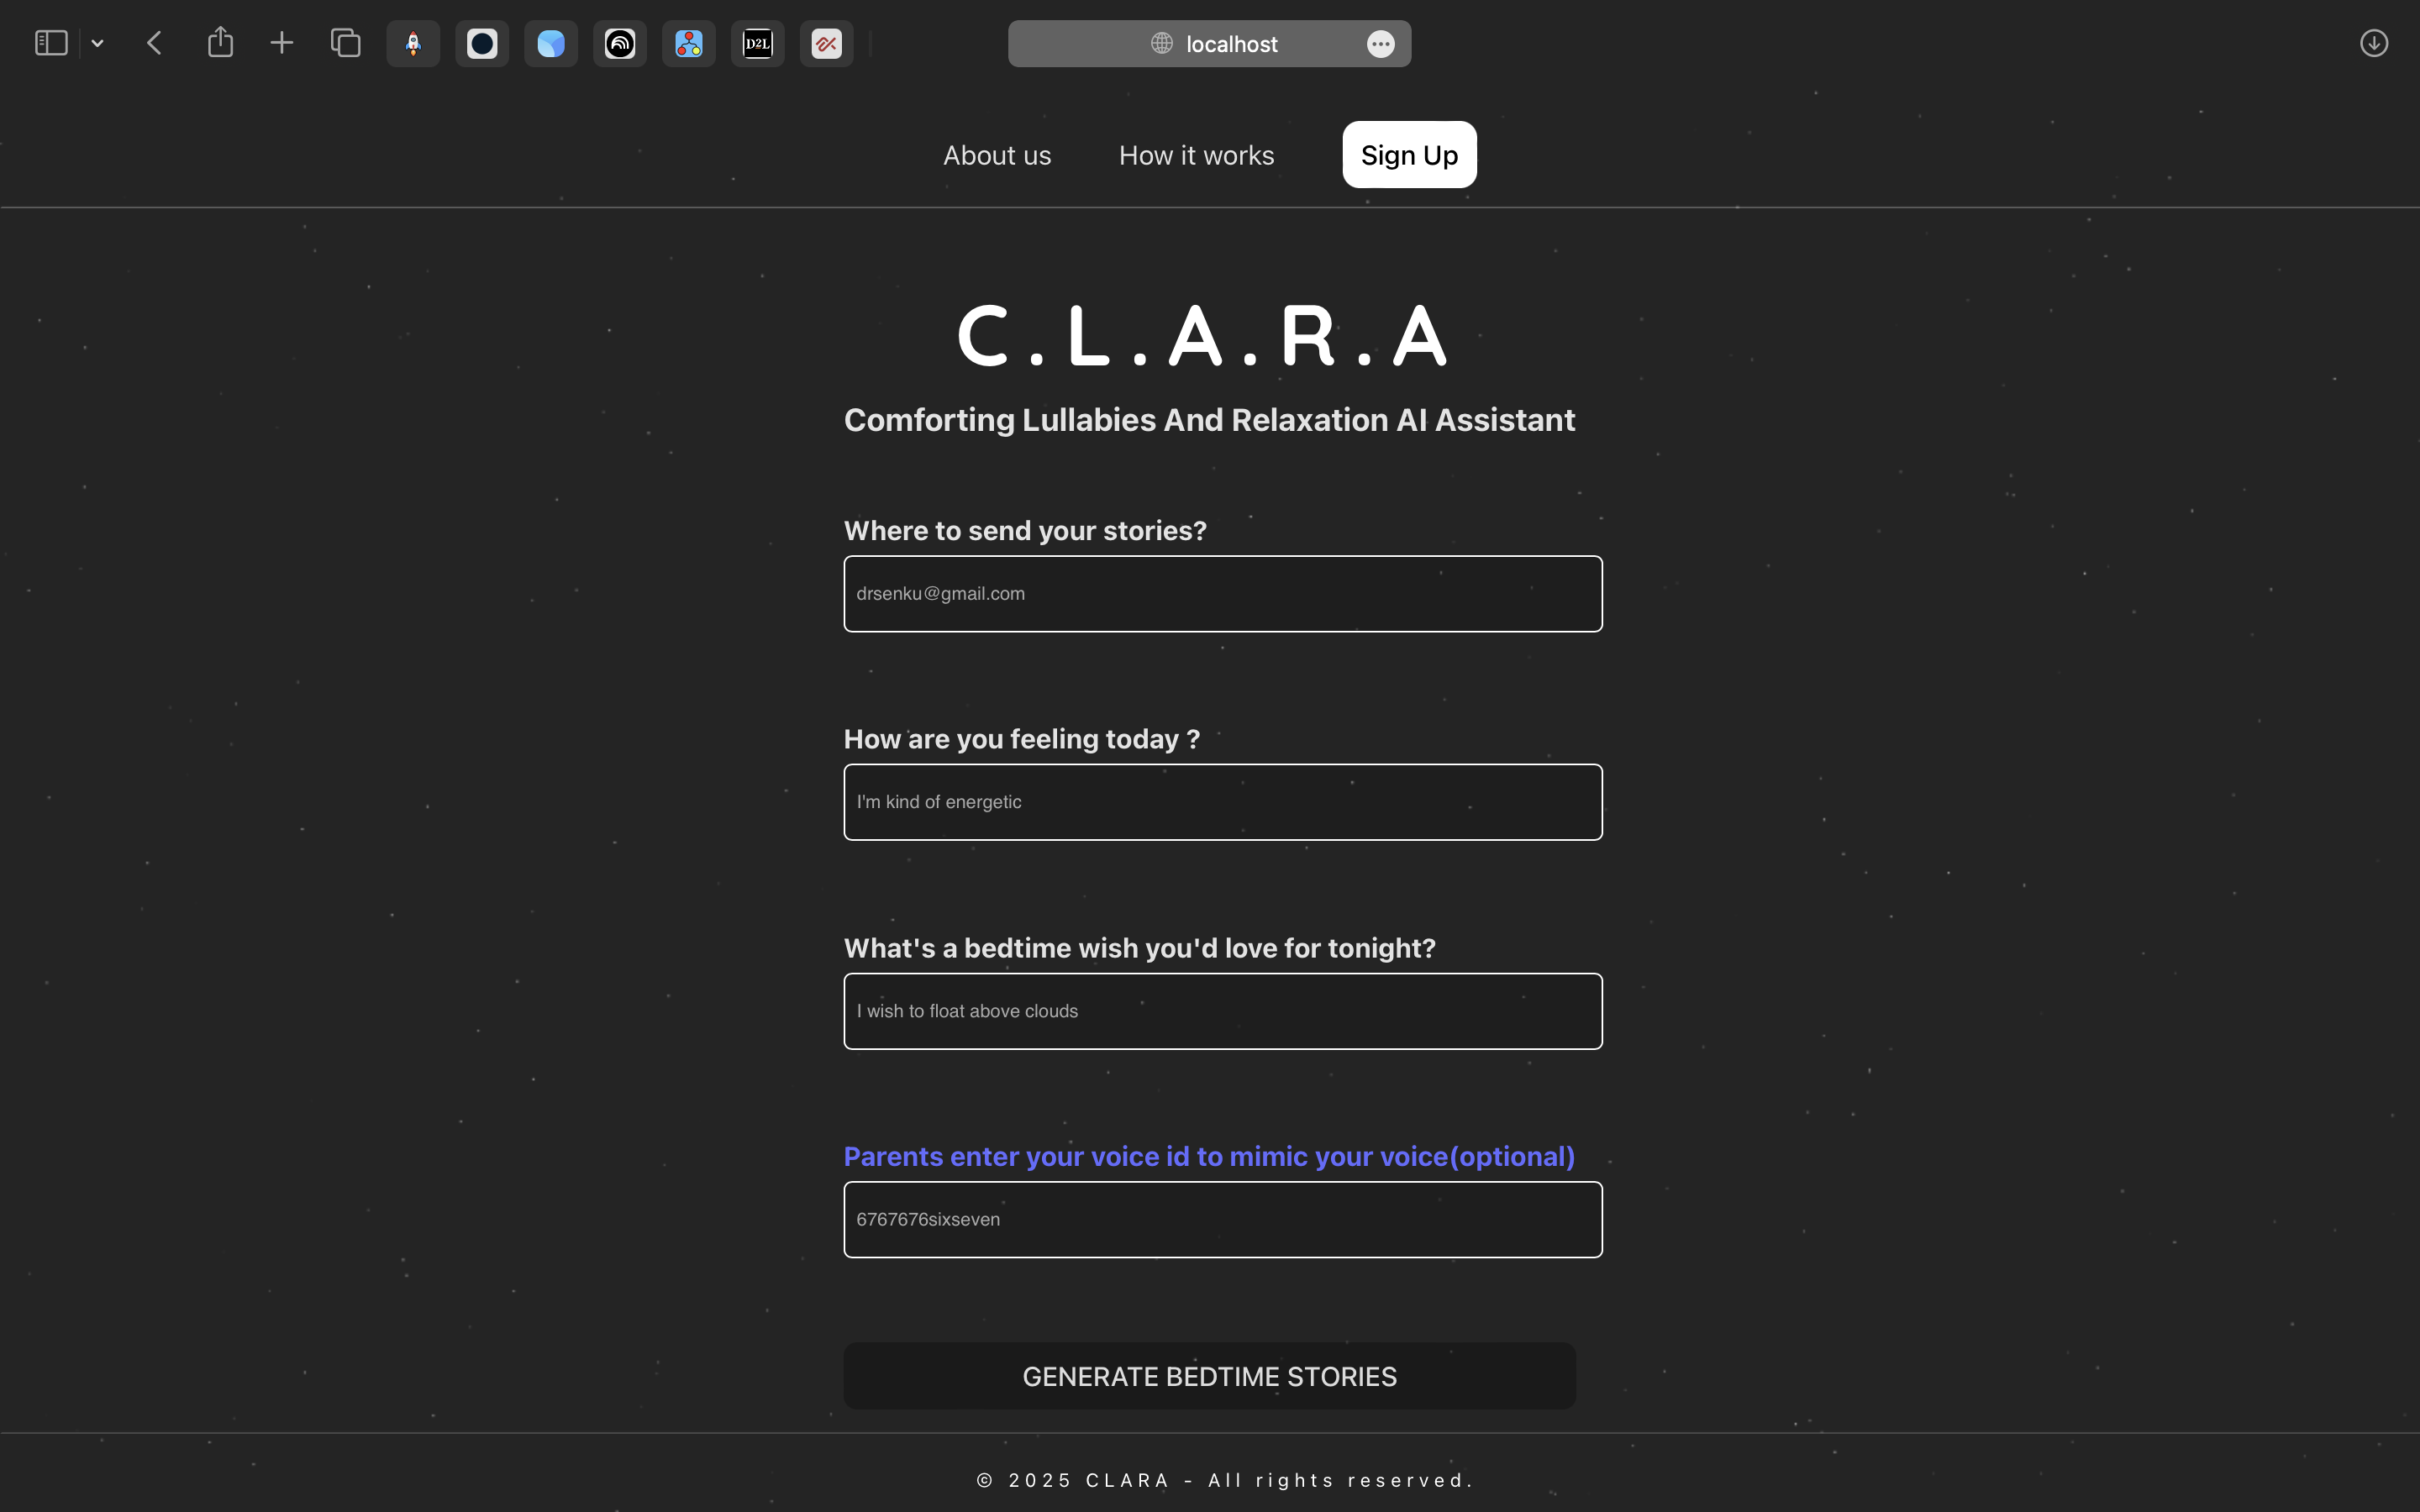 D2L
localhost
About us How it works Sign Up
C.L.A.R.A
Comforting Lullabies And Relaxation AI Assistant
Where to send your stories?
drsenku@gmail.com
How are you feeling today ?
I'm kind of energetic
What's a bedtime wish you'd love for tonight?
I wish to float above clouds
Parents enter your voice id to mimic your voice(optional)
6767676sixseven
GENERATE BEDTIME STORIES
© 2025 CLARA - All rights reserved.